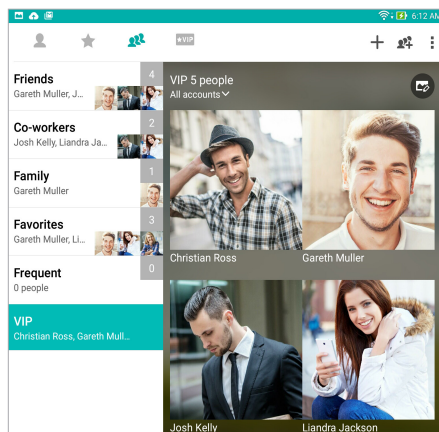 6:12 AM
★VIP
Friends
4
Gareth Muller, J...
Co-workers
2
Josh Kelly, Liandra Ja...
Family
1
Gareth Muller
Favorites
3
Gareth Muller, Li...
Frequent
0
0 people
VIP
Christian Ross, Gareth Mull...
VIP 5 people
All accounts
Christian Ross
Gareth Muller
Josh Kelly
Liandra Jackson